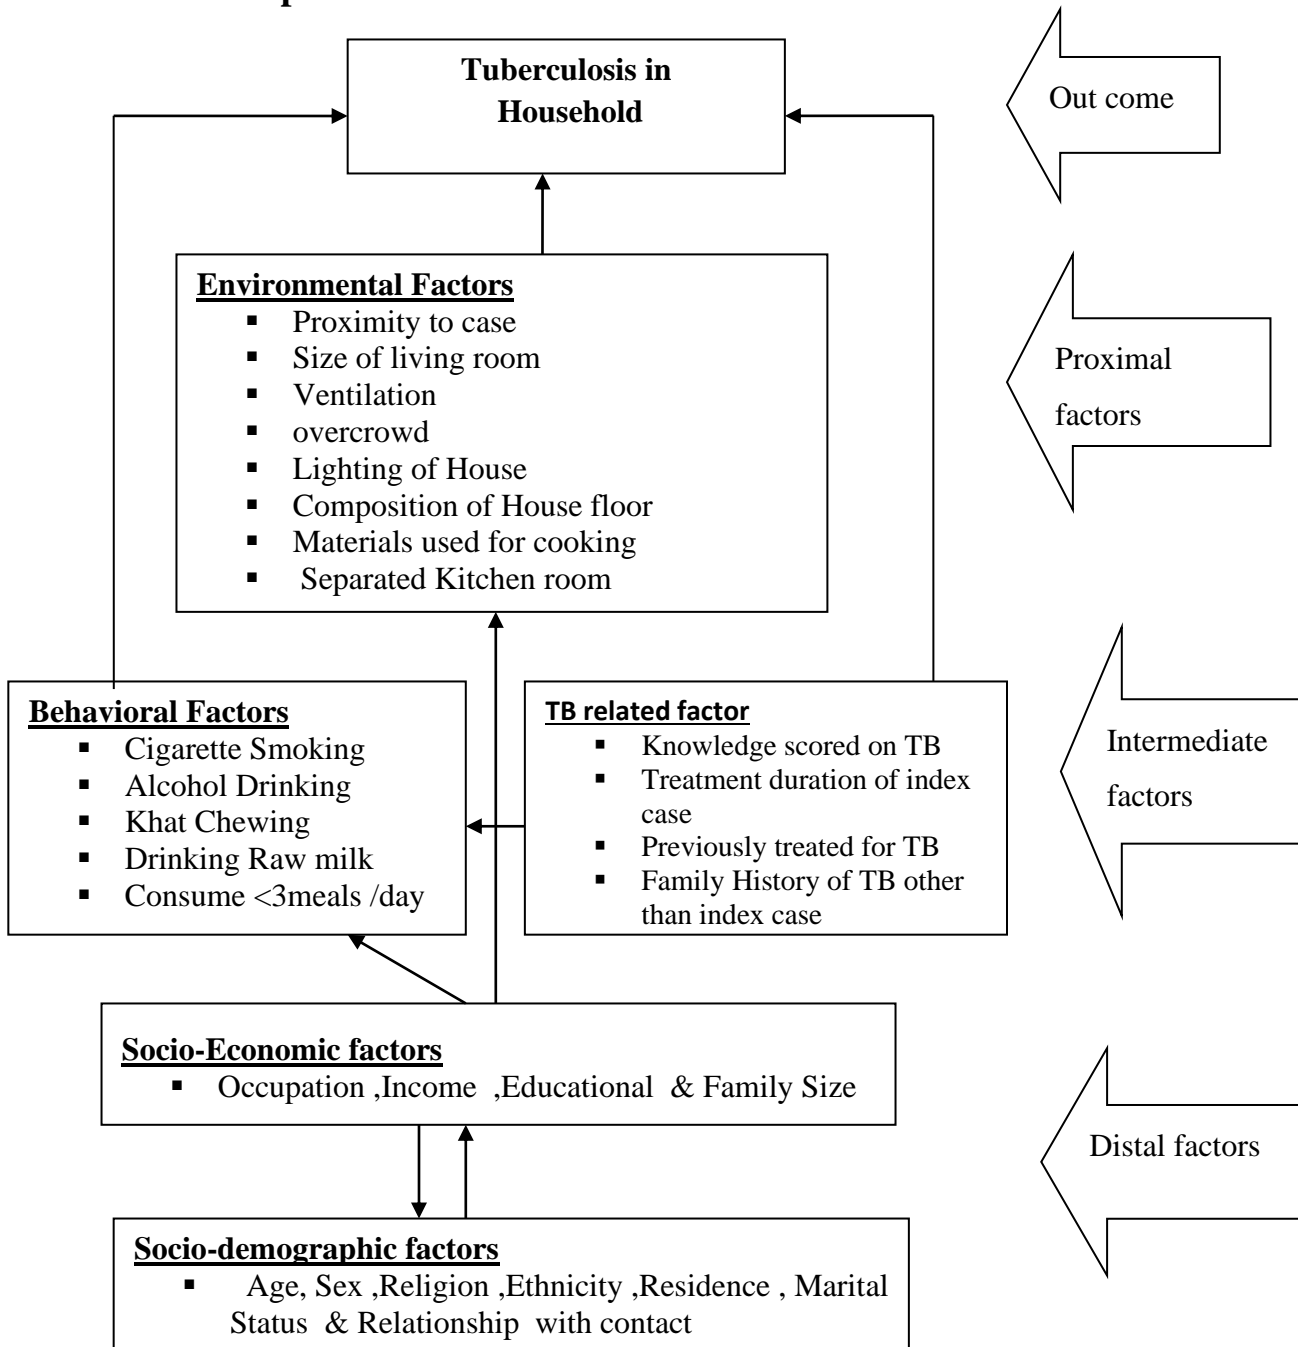 Tuberculosis in
Household
Out come
Environmental Factors
▪ Proximity to case
▪ Size of living room
▪ Ventilation
▪ overcrowd
▪ Lighting of House
▪ Composition of House floor
▪ Materials used for cooking
▪ Separated Kitchen room
Proximal
factors
Behavioral Factors
▪ Cigarette Smoking
▪ Alcohol Drinking
▪ Khat Chewing
▪ Drinking Raw milk
▪ Consume <3meals /day
TB related factor
▪ Knowledge scored on TB
▪ Treatment duration of index
case
▪ Previously treated for TB
▪ Family History of TB other
than index case
Intermediate
factors
Socio-Economic factors
▪ Occupation ,Income ,Educational & Family Size
Distal factors
Socio-demographic factors
▪ Age, Sex ,Religion ,Ethnicity ,Residence , Marital
Status & Relationship with contact